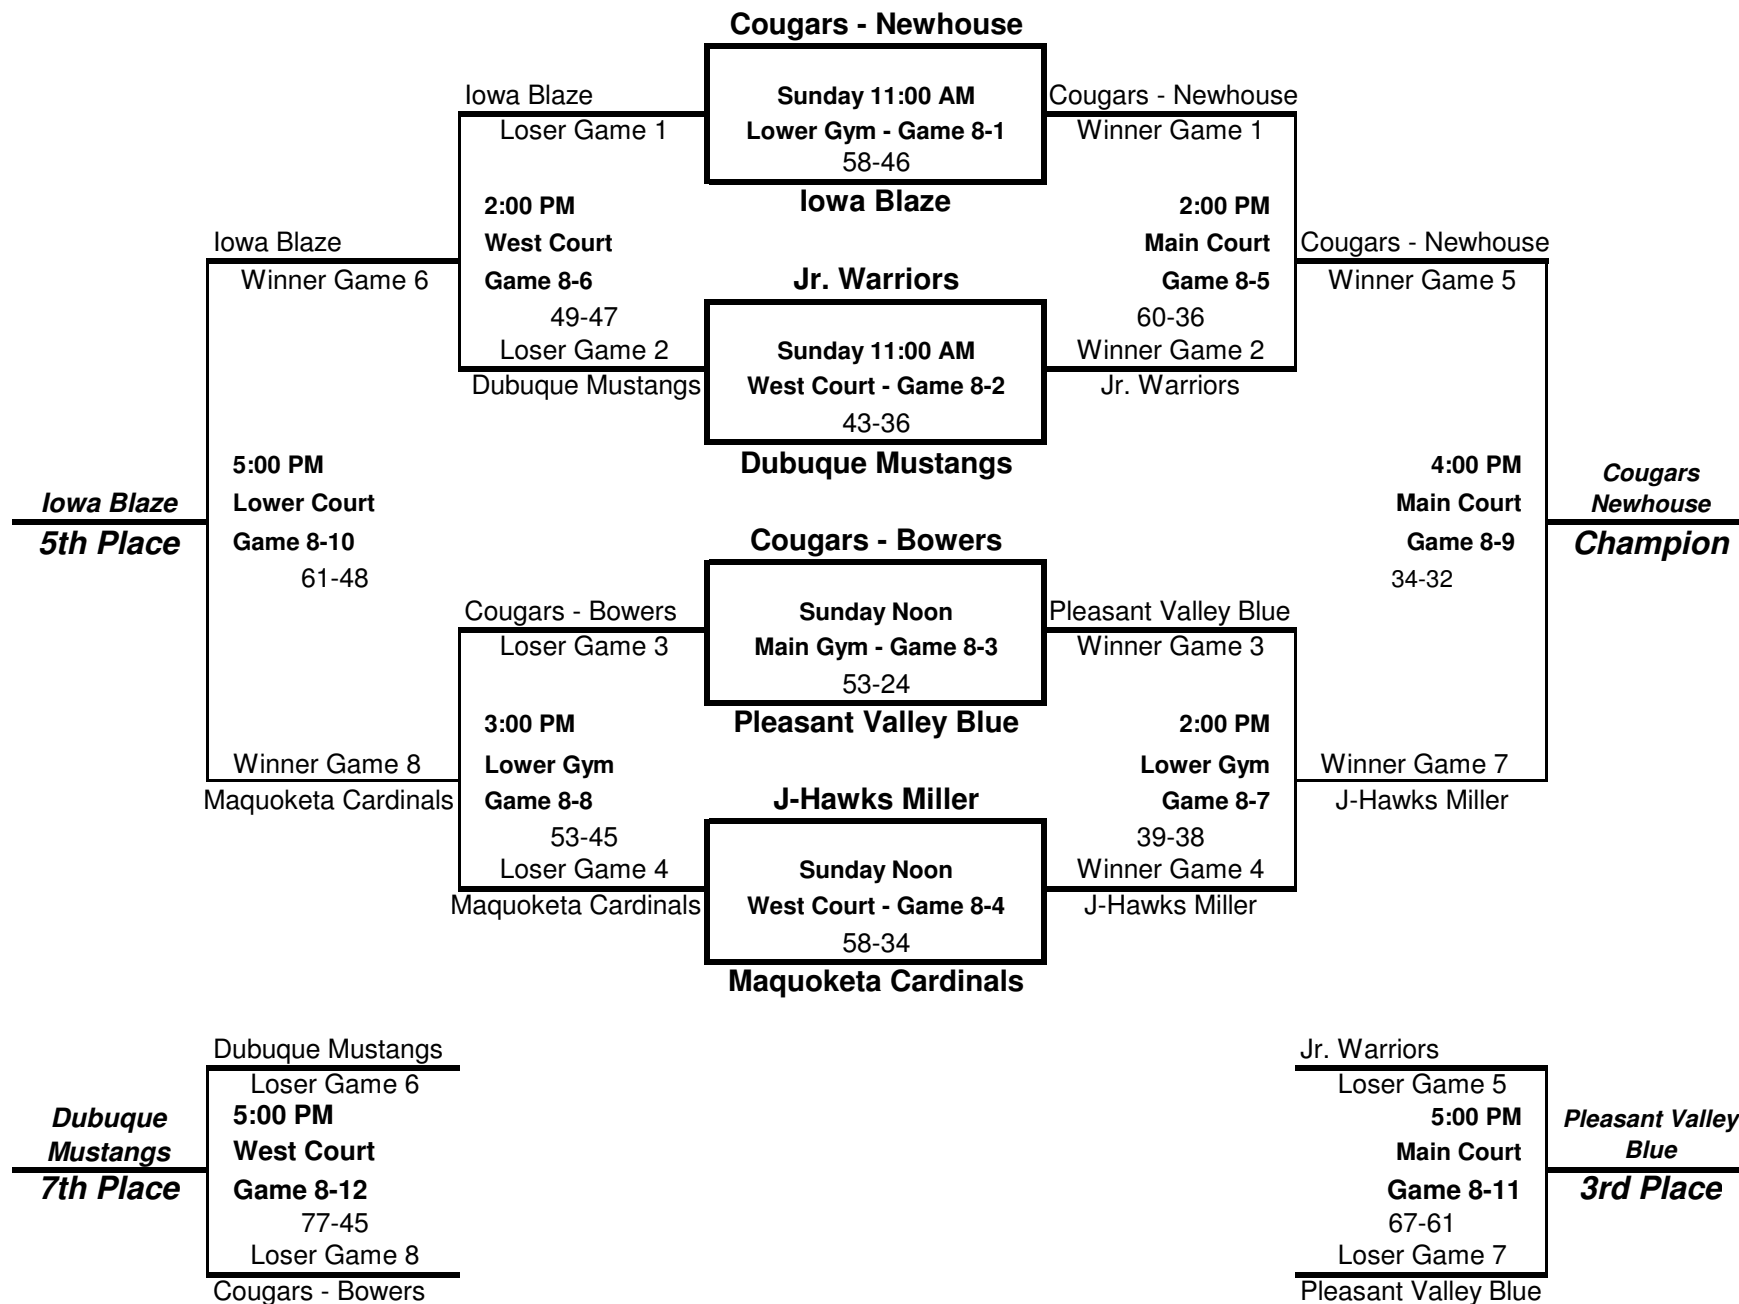 Cougars - Newhouse
Iowa Blaze
Sunday 11:00 AM
Cougars - Newhouse
Loser Game 1
Lower Gym - Game 8-1
Winner Game 1
58-46
2:00 PM
Iowa Blaze
2:00 PM
Iowa Blaze
West Court
Main Court
Cougars - Newhouse
Winner Game 6
Game 8-6
Jr. Warriors
Game 8-5
Winner Game 5
49-47
60-36
Loser Game 2
Sunday 11:00 AM
Winner Game 2
Dubuque Mustangs
West Court - Game 8-2
Jr. Warriors
43-36
5:00 PM
Dubuque Mustangs
4:00 PM
Cougars
Iowa Blaze
Lower Court
Main Court
Newhouse
5th Place
Game 8-10
Cougars - Bowers
Game 8-9
Champion
61-48
34-32
Cougars - Bowers
Sunday Noon
Pleasant Valley Blue
Loser Game 3
Main Gym - Game 8-3
Winner Game 3
53-24
3:00 PM
Pleasant Valley Blue
2:00 PM
Winner Game 8
Lower Gym
Lower Gym
Winner Game 7
Maquoketa Cardinals
Game 8-8
J-Hawks Miller
Game 8-7
J-Hawks Miller
53-45
39-38
Loser Game 4
Sunday Noon
Winner Game 4
Maquoketa Cardinals
West Court - Game 8-4
J-Hawks Miller
58-34
Maquoketa Cardinals
Dubuque Mustangs
Jr. Warriors
Loser Game 6
Loser Game 5
Dubuque
5:00 PM
5:00 PM
Pleasant Valley
Mustangs
West Court
Main Court
Blue
7th Place
Game 8-12
Game 8-11
3rd Place
77-45
67-61
Loser Game 8
Loser Game 7
Cougars - Bowers
Pleasant Valley Blue